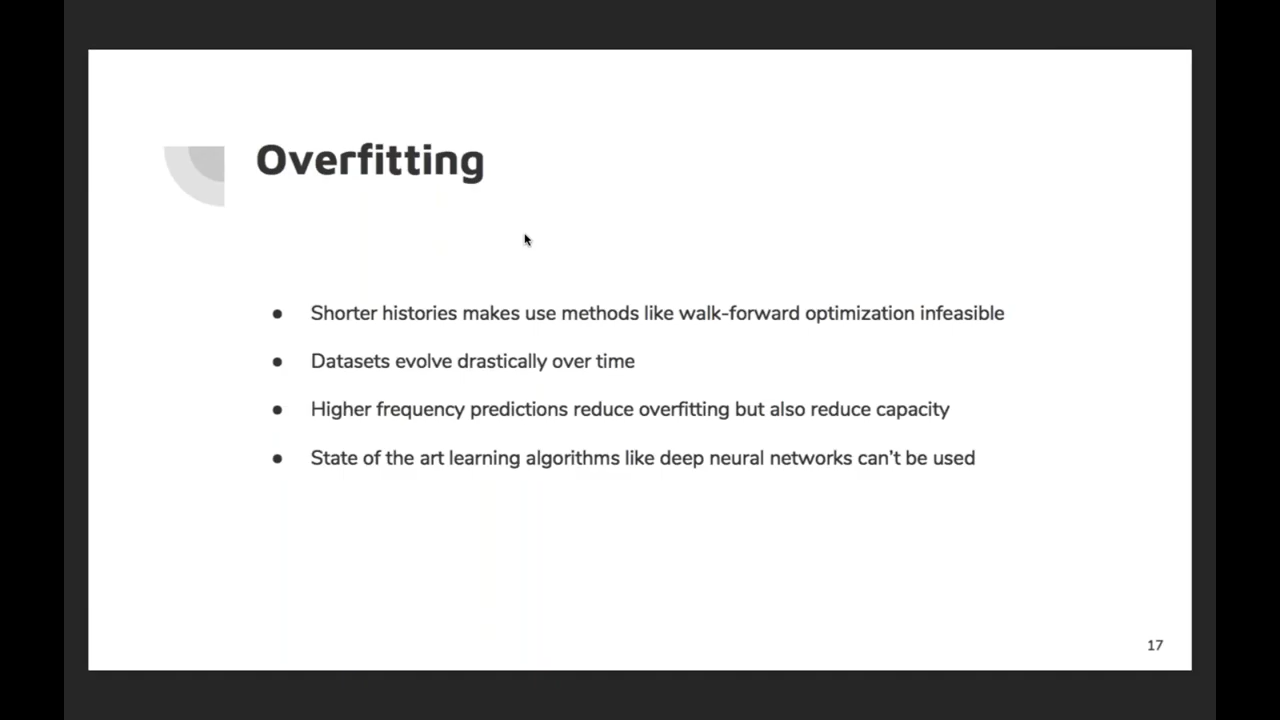 Overfitting
● Shorter histories makes use methods like walk-forward optimization infeasible
● Datasets evolve drastically over time
● Higher frequency predictions reduce overfitting but also reduce capacity
● State of the art learning algorithms like deep neural networks can’t be used
17